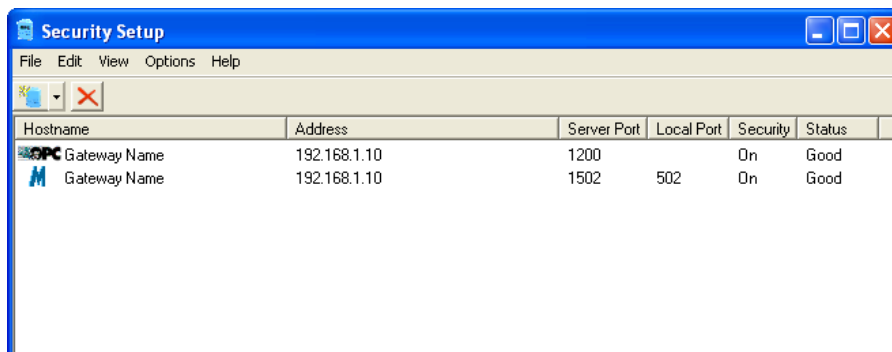 Security Setup
File Edit View Options Help
Hostname Address Server Port Local Port Security Status
OPC Gateway Name 192.168.1.10 1200 On Good
M Gateway Name 192.168.1.10 1502 502 On Good